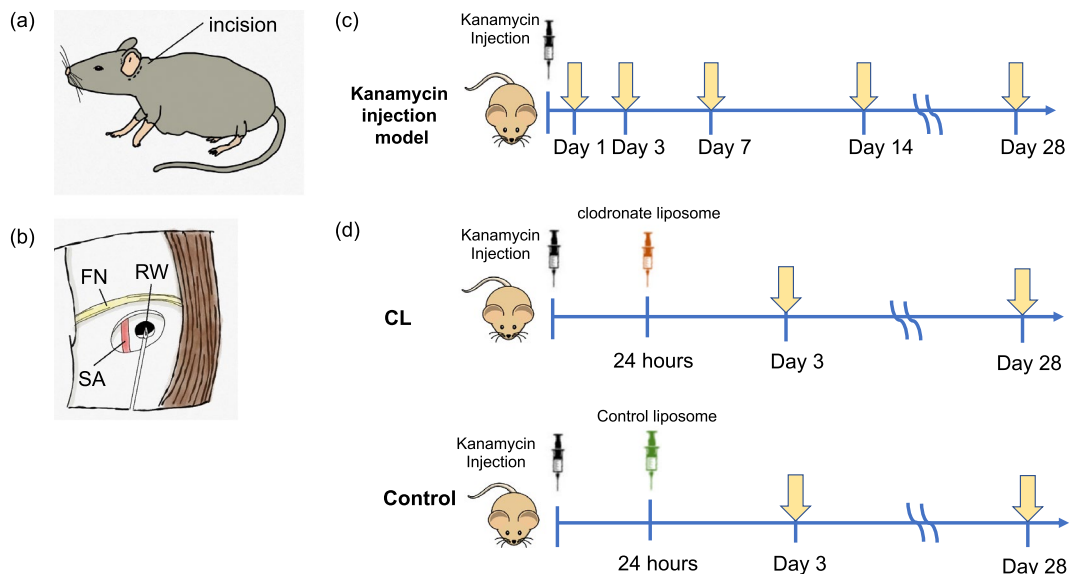 (a)
incision
(b)
FN
RW
SA
(c)
Kanamycin
Injection
Kanamycin
injection
model
Day 1
Day 3
Day 7
Day 14
Day 28
(d)
clodronate liposome
Kanamycin
Injection
CL
24 hours
Day 3
Day 28
Control liposome
Kanamycin
Injection
Control
24 hours
Day 3
Day 28